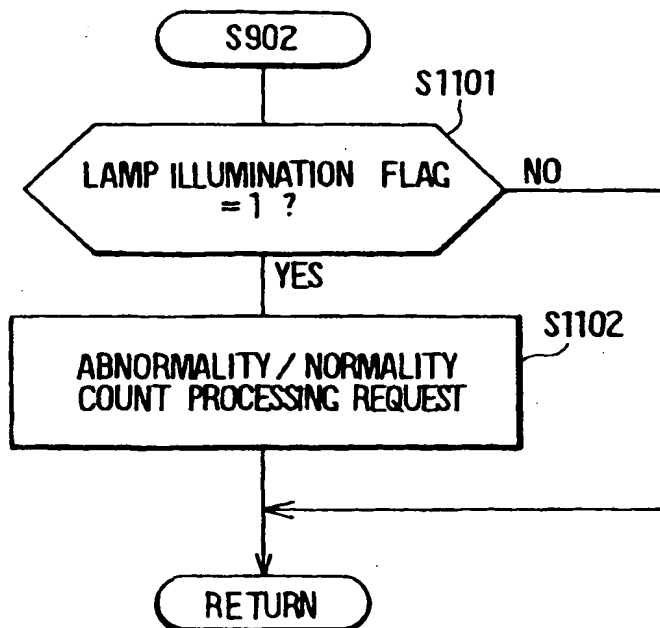 S902
S1101
LAMP ILLUMINATION FLAG
= 1 ?
NO
YES
S1102
ABNORMALITY / NORMALITY
COUNT PROCESSING REQUEST
RETURN